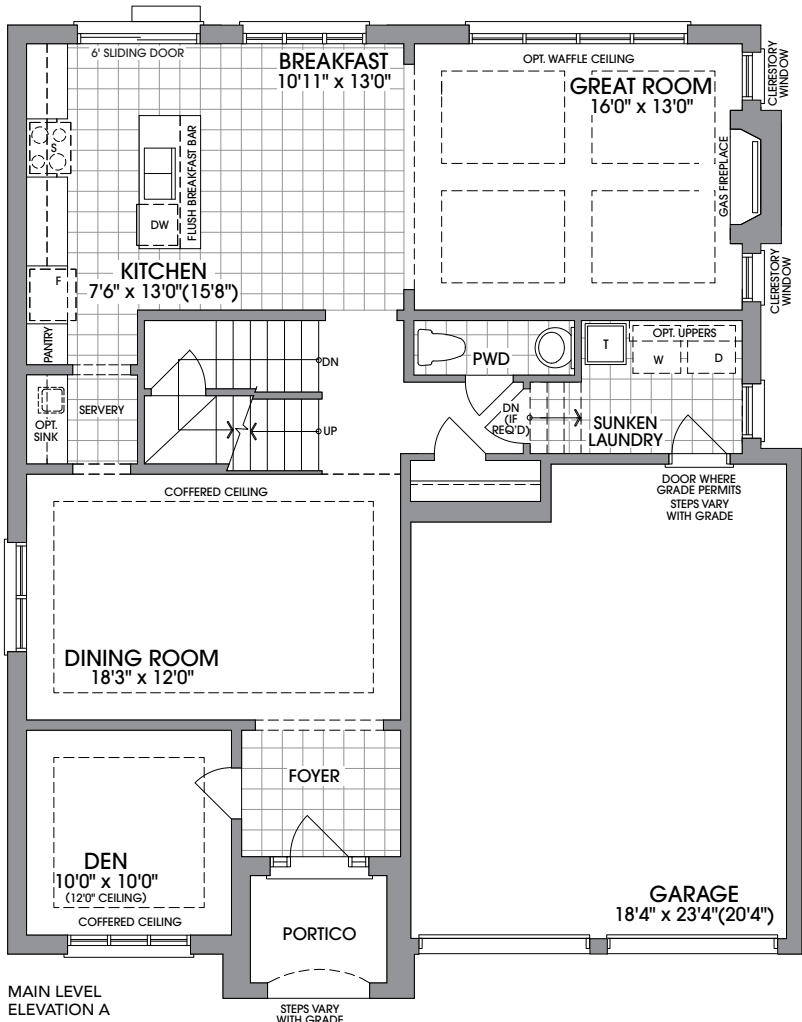 6' SLIDING DOOR
BREAKFAST
10'11" x 13'0"
OPT. WAFFLE CEILING
GREAT ROOM
16'0" x 13'0"
CLERESTORY
WINDOW
GAS FIREPLACE
CLERESTORY
WINDOW
S
FLUSH BREAKFAST BAR
DW
KITCHEN
7'6" x 13'0"(15'8")
F
PANTRY
DN
PWD
T
OPT. UPPERS
W
D
OPT.
SINK
SERVERY
UP
DN
(IF
REQ'D)
SUNKEN
LAUNDRY
DOOR WHERE
GRADE PERMITS
STEPS VARY
WITH GRADE
COFFERED CEILING
DINING ROOM
18'3" x 12'0"
FOYER
DEN
10'0" x 10'0"
(12'0" CEILING)
COFFERED CEILING
PORTICO
GARAGE
18'4" x 23'4"(20'4")
MAIN LEVEL
ELEVATION A
STEPS VARY
WITH GRADE